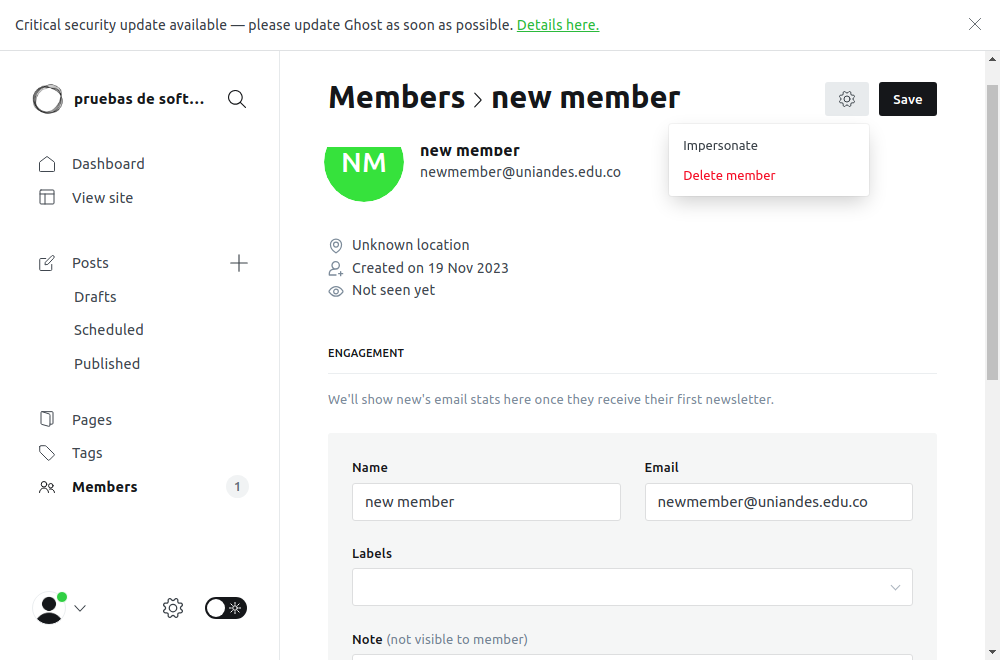 Critical security update available — please update Ghost as soon as possible. Details here.
pruebas de soft...
Dashboard
View site
Posts
Drafts
Scheduled
Published
Pages
Tags
Members 1
Members > new member
Save
Impersonate
Delete member
NM
new member
newmember@uniandes.edu.co
Unknown location
Created on 19 Nov 2023
Not seen yet
ENGAGEMENT
We'll show new's email stats here once they receive their first newsletter.
Name
new member
Email
newmember@uniandes.edu.co
Labels
Note (not visible to member)